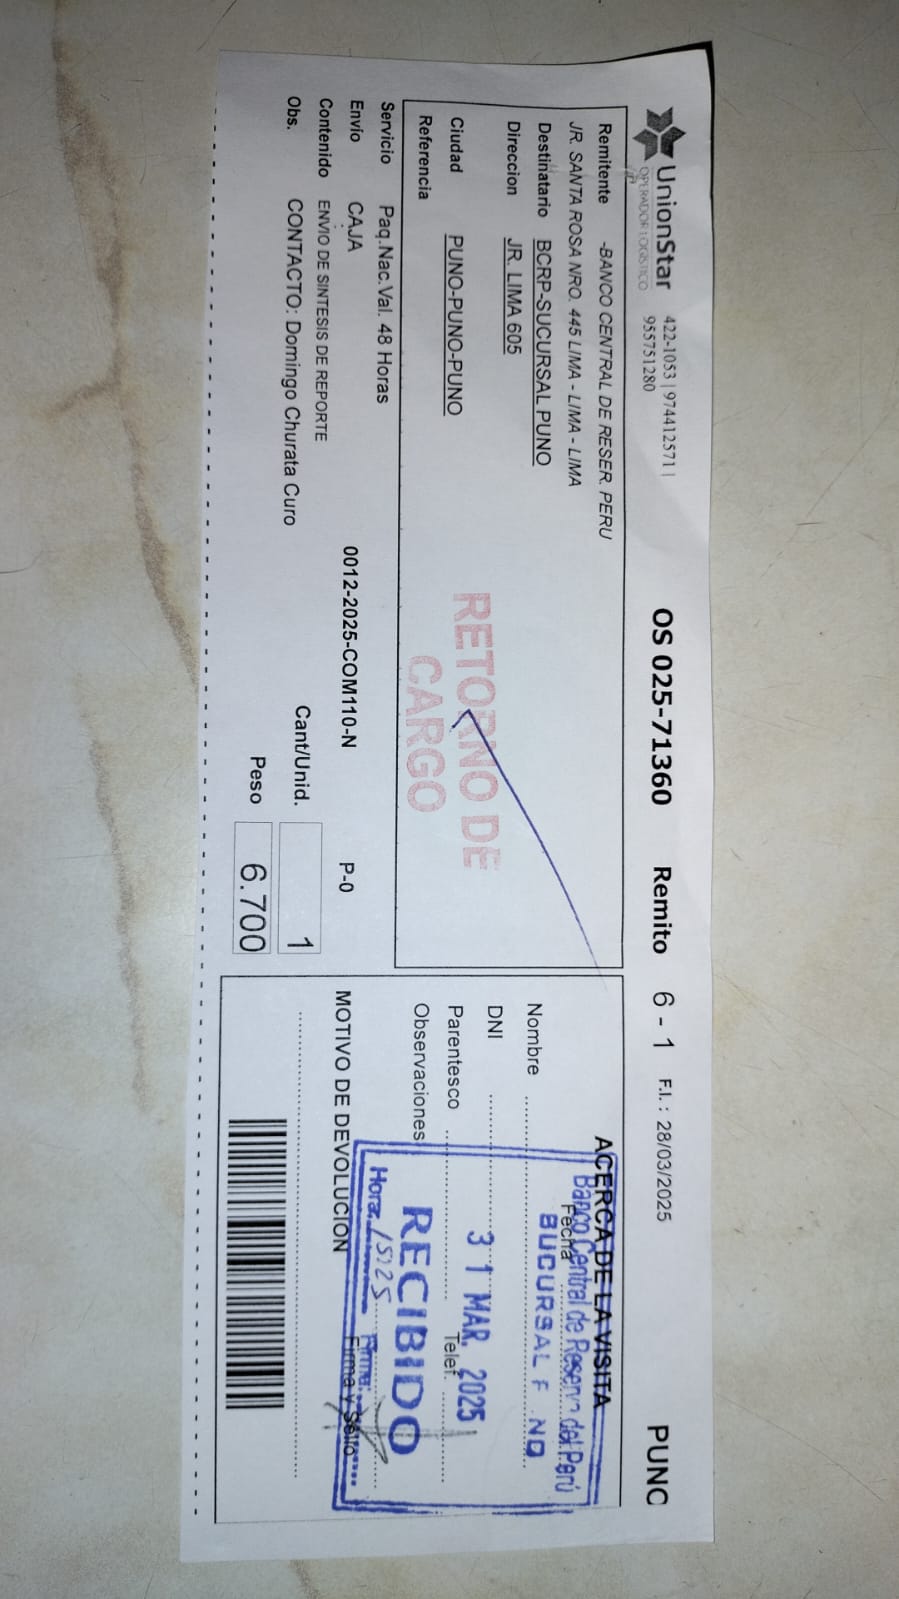 UnionStar
OPERADOR LOGISTICO
422-1053 | 974412571 |
955751280
OS 025-71360 Remito 6 - 1 F.I. : 28/03/2025 PUNC
Remitente -BANCO CENTRAL DE RESER. PERU
JR. SANTA ROSA NRO. 445 LIMA - LIMA - LIMA
Destinatario BCRP-SUCURSAL PUNO
Direccion JR. LIMA 605
Ciudad PUNO-PUNO-PUNO
Referencia
RETORNO DE
CARGO
Servicio Paq.Nac.Val. 48 Horas
Envio CAJA 0012-2025-COM110-N P-0
Contenido ENVIO DE SINTESIS DE REPORTE
Obs. CONTACTO: Domingo Churata Curo
Cant/Unid. 1
Peso 6.700
ACERCA DE LA VISITA
Fecha
Nombre
DNI
Parentesco Telef.
Observaciones
Firma y Sello
MOTIVO DE DEVOLUCION
Banco Central de Reserva del Perú
31 MAR. 2025
RECIBIDO
Hora: 15:25 Firma: